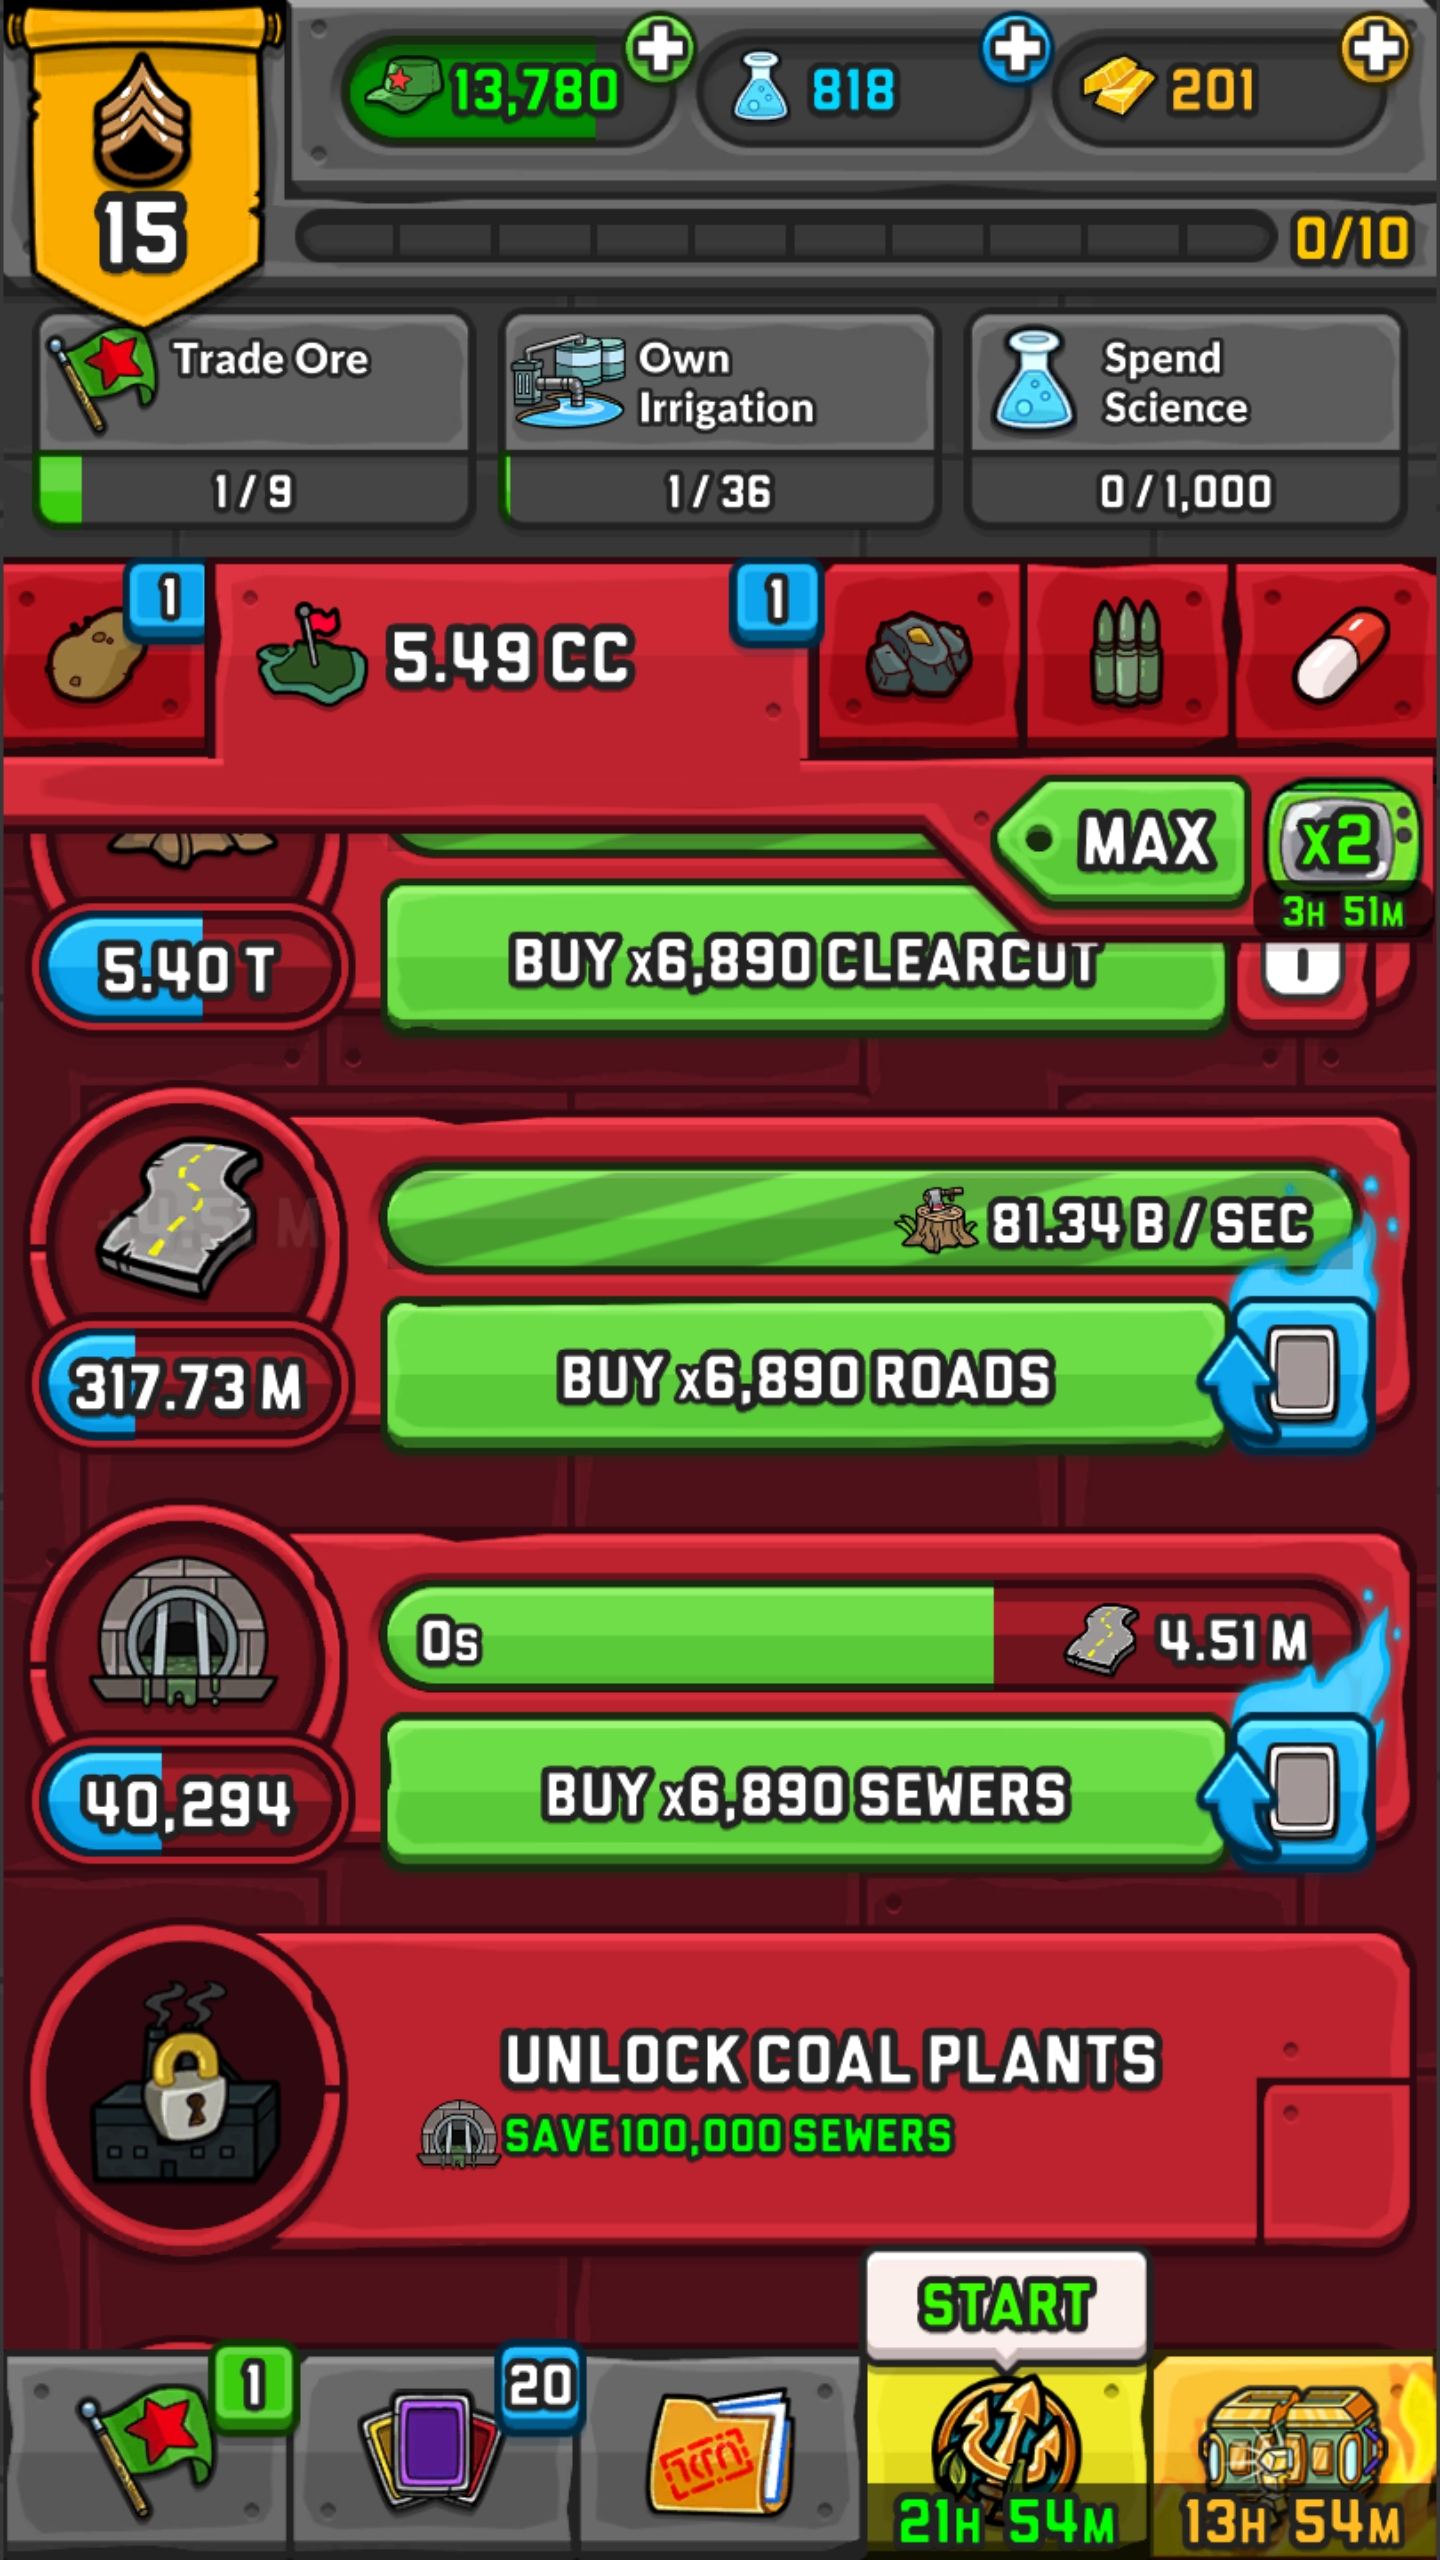 13,780
818
201
15
0/10
Trade Ore
1/9
Own
Irrigation
1/36
Spend
Science
0/1,000
1
5.49 CC
1
MAX
x2
3H 51M
5.40 T
BUY x6,890 CLEARCUT
81.34 B / SEC
317.73 M
BUY x6,890 ROADS
0s
4.51 M
40,294
BUY x6,890 SEWERS
UNLOCK COAL PLANTS
SAVE 100,000 SEWERS
START
1
20
21H 54M
13H 54M